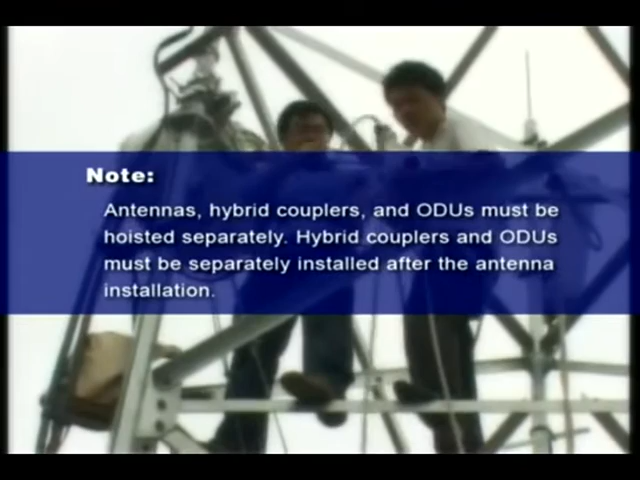 Note:
Antennas, hybrid couplers, and ODUs must be
hoisted separately. Hybrid couplers and ODUs
must be separately installed after the antenna
installation.